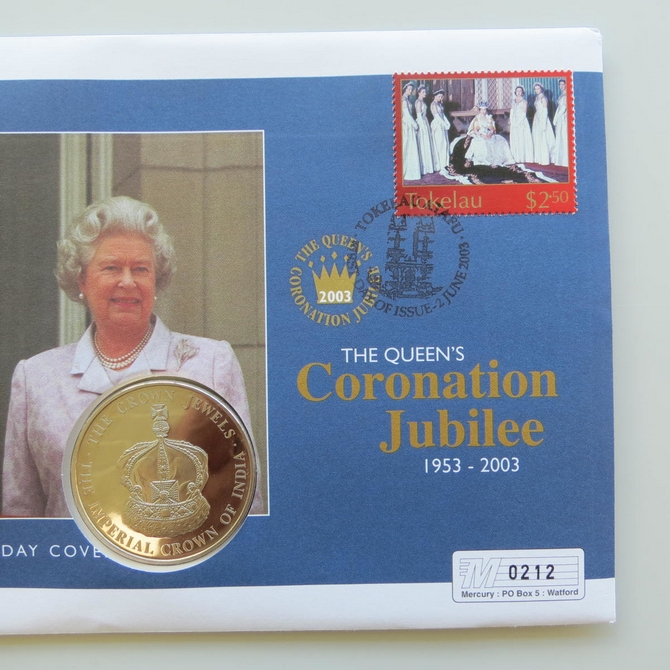 Tokelau $2.50
TOKELAU ATAFU
OF ISSUE - 2 JUNE 2003
THE QUEEN'S
CORONATION JUBILEE
2003
THE QUEEN'S
Coronation
Jubilee
1953 - 2003
· THE CROWN JEWELS ·
THE IMPERIAL CROWN OF INDIA
DAY COVE
M 0212
Mercury : PO Box 5 : Watford